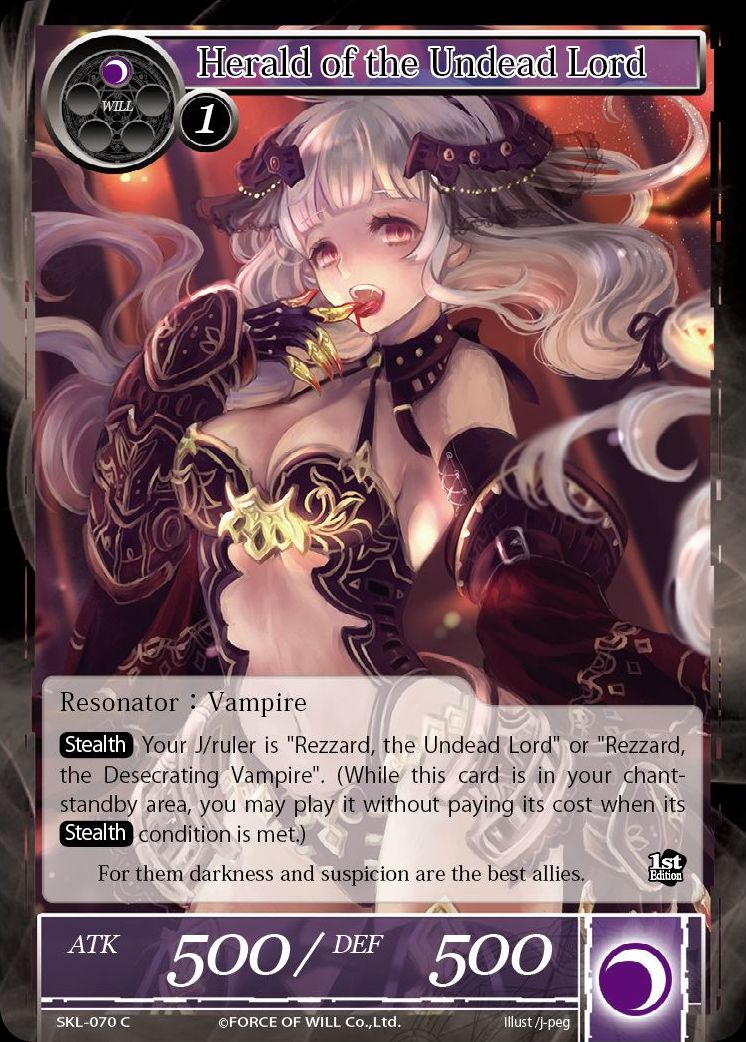 Herald of the Undead Lord
WILL
1
Resonator：Vampire
Stealth Your J/ruler is "Rezzard, the Undead Lord" or "Rezzard,
the Desecrating Vampire". (While this card is in your chant-
standby area, you may play it without paying its cost when its
Stealth condition is met.)
For them darkness and suspicion are the best allies.
1st
Edition
ATK 500/ DEF 500
SKL-070 C ©FORCE OF WILL Co.,Ltd. Illust /j-peg